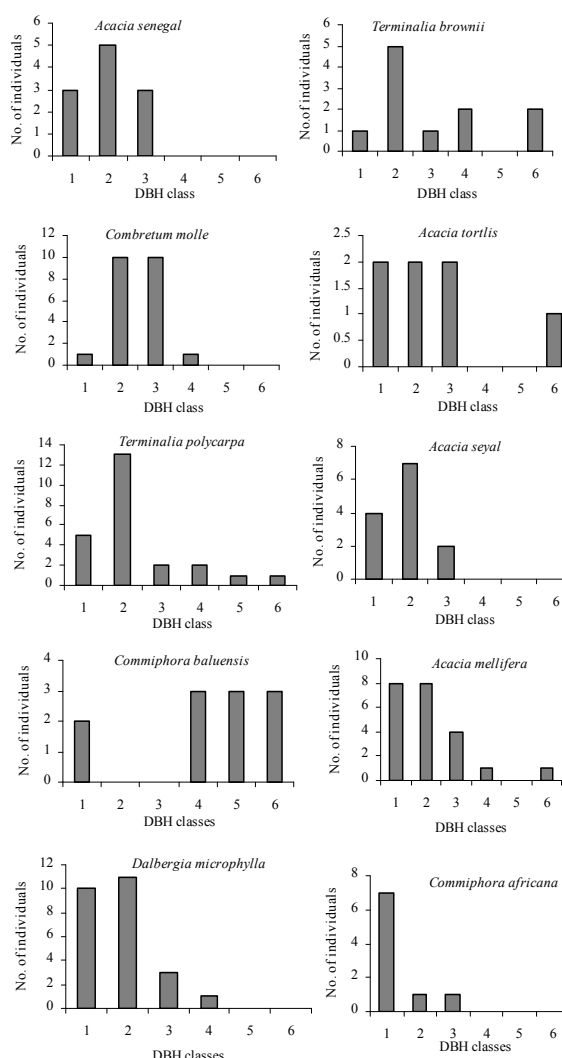 Acacia senegal
No. of individuals
6
5
4
3
2
1
0
1 2 3 4 5 6
DBH class
Terminalia brownii
No.of individuals
6
5
4
3
2
1
0
1 2 3 4 5 6
DBH class
Combretum molle
No. of individuals
12
10
8
6
4
2
0
1 2 3 4 5 6
DBH class
Acacia tortlis
No. of individuals
2.5
2
1.5
1
0.5
0
1 2 3 4 5 6
DBH class
Terminalia polycarpa
No. of individuals
14
12
10
8
6
4
2
0
1 2 3 4 5 6
DBH class
Acacia seyal
No. of individuals
8
6
4
2
0
1 2 3 4 5 6
DBH class
Commiphora baluensis
No. of individuals
4
3
2
1
0
1 2 3 4 5 6
DBH classes
Acacia mellifera
No. of individuals
10
8
6
4
2
0
1 2 3 4 5 6
DBH classes
Dalbergia microphylla
No. of individuals
12
10
8
6
4
2
0
1 2 3 4 5 6
DBH classes
Commiphora africana
No. of individuals
8
6
4
2
0
1 2 3 4 5 6
DBH classes